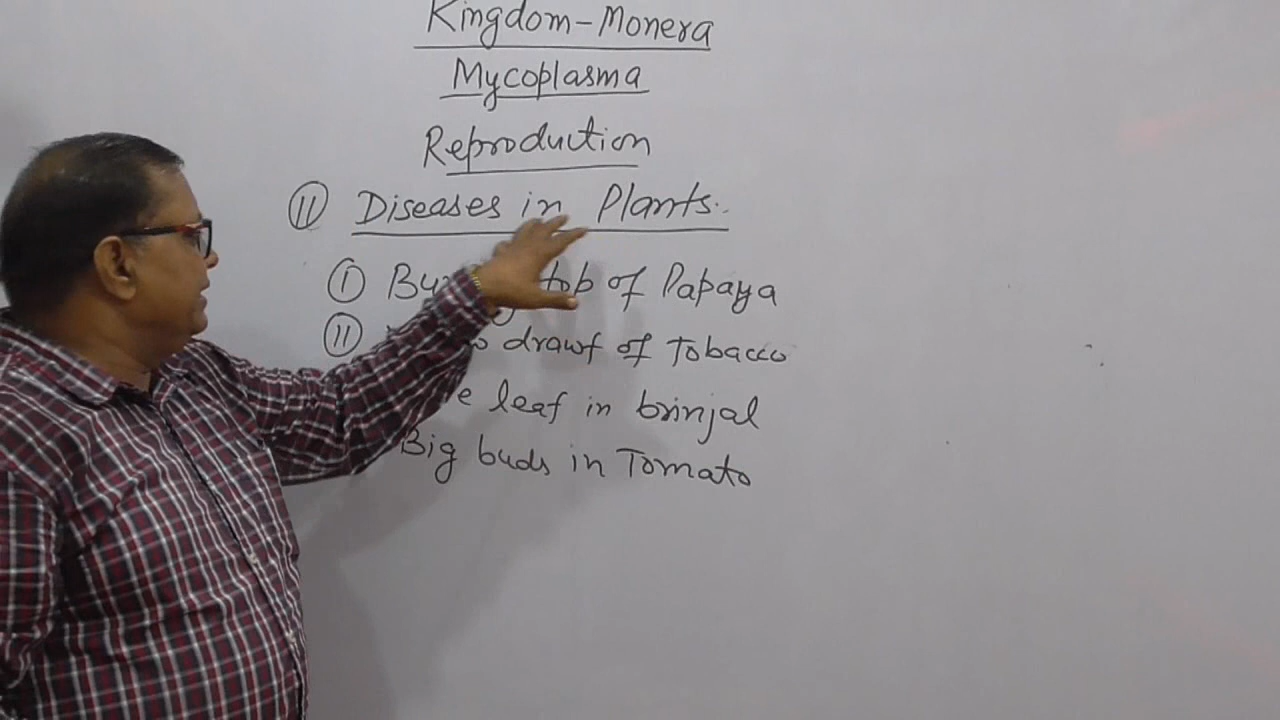 Kingdom-Monera
Mycoplasma
Reproduction
II Diseases in Plants.
I top of Papaya
II drawf of Tobacco
leaf in brinjal
Big buds in Tomato